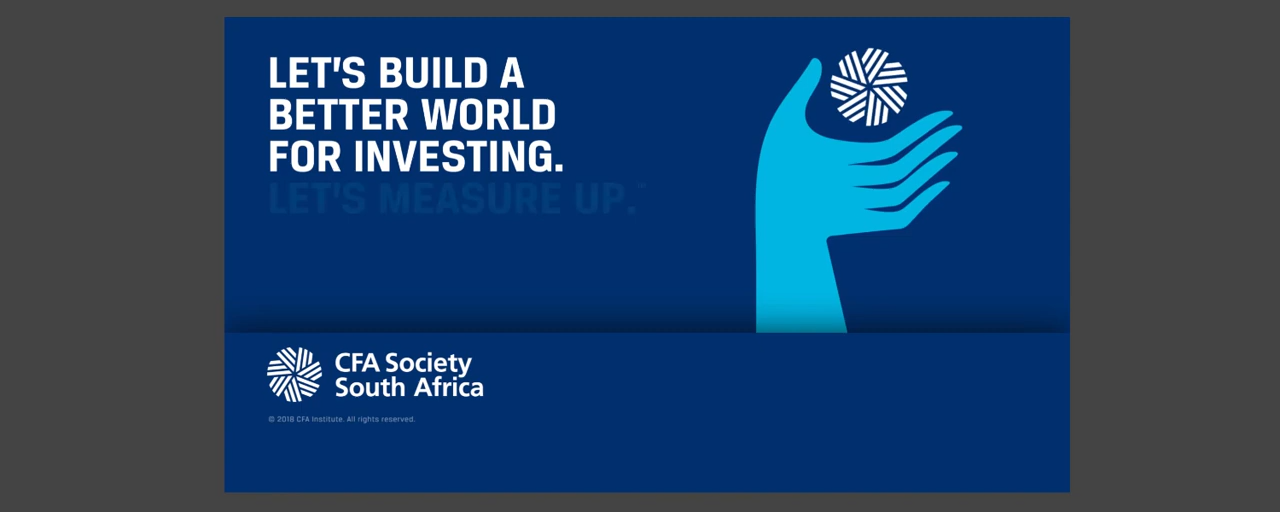 LET'S BUILD A
BETTER WORLD
FOR INVESTING.
LET'S MEASURE UP.™
CFA Society
South Africa
© 2018 CFA Institute. All rights reserved.